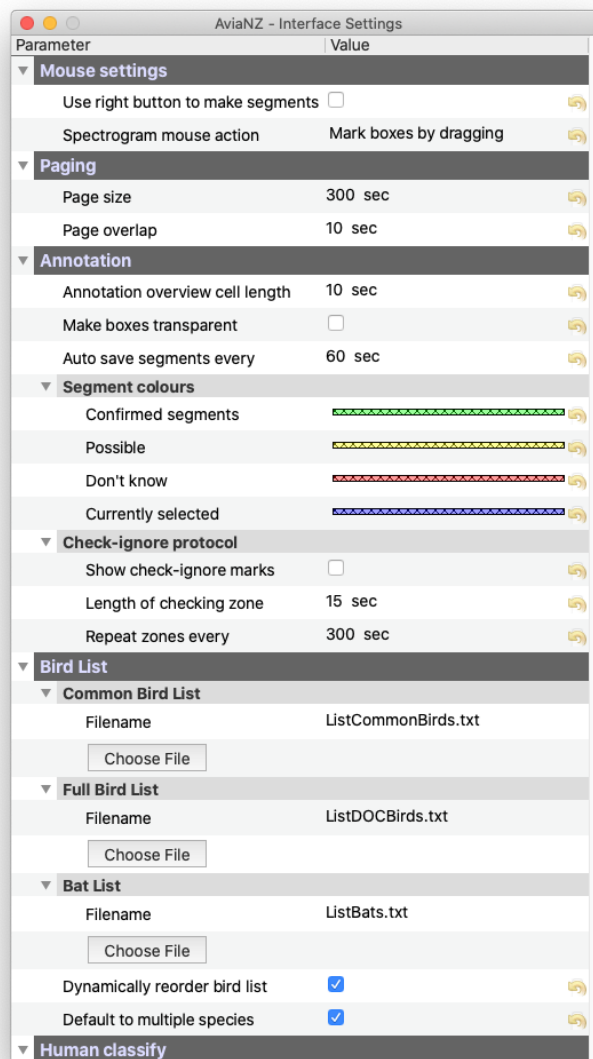 AviaNZ - Interface Settings
Parameter Value
Mouse settings
Use right button to make segments
Spectrogram mouse action Mark boxes by dragging
Paging
Page size 300 sec
Page overlap 10 sec
Annotation
Annotation overview cell length 10 sec
Make boxes transparent
Auto save segments every 60 sec
Segment colours
Confirmed segments
Possible
Don't know
Currently selected
Check-ignore protocol
Show check-ignore marks
Length of checking zone 15 sec
Repeat zones every 300 sec
Bird List
Common Bird List
Filename ListCommonBirds.txt
Choose File
Full Bird List
Filename ListDOCBirds.txt
Choose File
Bat List
Filename ListBats.txt
Choose File
Dynamically reorder bird list
Default to multiple species
Human classify